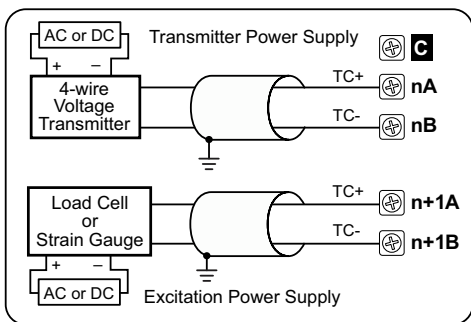 AC or DC
Transmitter Power Supply
C
+ –
4-wire
Voltage
Transmitter
TC+
nA
TC-
nB
Load Cell
or
Strain Gauge
TC+
n+1A
TC-
n+1B
+ –
AC or DC
Excitation Power Supply